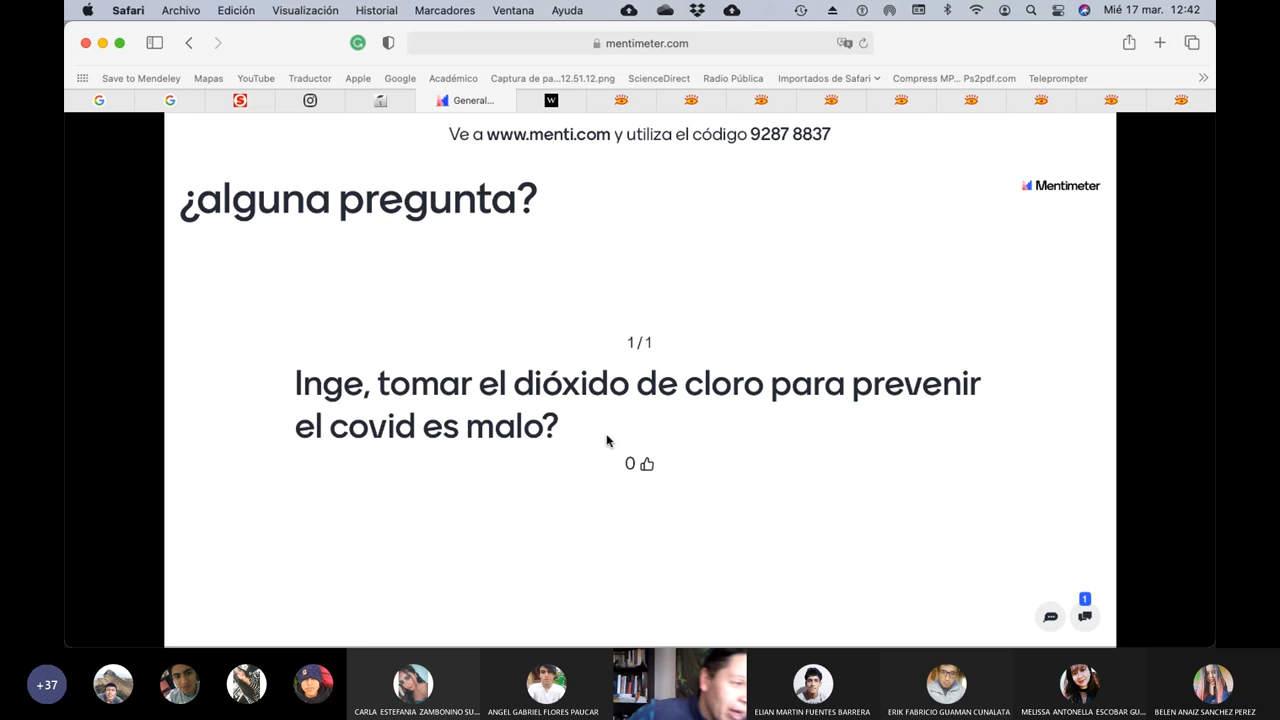 Safari Archivo Edición Visualización Historial Marcadores Ventana Ayuda Mié 17 mar. 12:42
mentimeter.com
Save to Mendeley Mapas YouTube Traductor Apple Google Académico Captura de pa...12.51.12.png ScienceDirect Radio Pública Importados de Safari Compress MP... Ps2pdf.com Teleprompter
General...
Ve a www.menti.com y utiliza el código 9287 8837
¿alguna pregunta?
Mentimeter
1 / 1
Inge, tomar el dióxido de cloro para prevenir
el covid es malo?
0
1
+37
CARLA ESTEFANIA ZAMBONINO SU... ANGEL GABRIEL FLORES PAUCAR ELIAN MARTIN FUENTES BARRERA ERIK FABRICIO GUAMAN CUNALATA MELISSA ANTONELLA ESCOBAR GU... BELEN ANAIZ SANCHEZ PEREZ